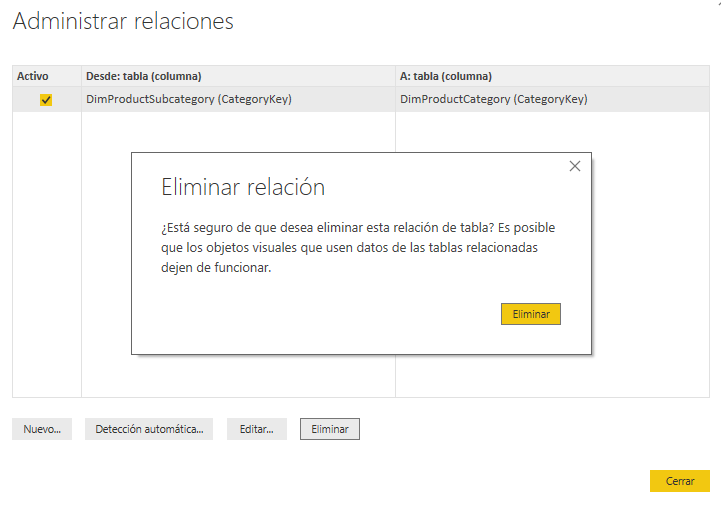 Administrar relaciones
Activo
Desde: tabla (columna)
A: tabla (columna)
DimProductSubcategory (CategoryKey)
DimProductCategory (CategoryKey)
Eliminar relación
¿Está seguro de que desea eliminar esta relación de tabla? Es posible
que los objetos visuales que usen datos de las tablas relacionadas
dejen de funcionar.
Eliminar
Nuevo...
Detección automática...
Editar...
Eliminar
Cerrar